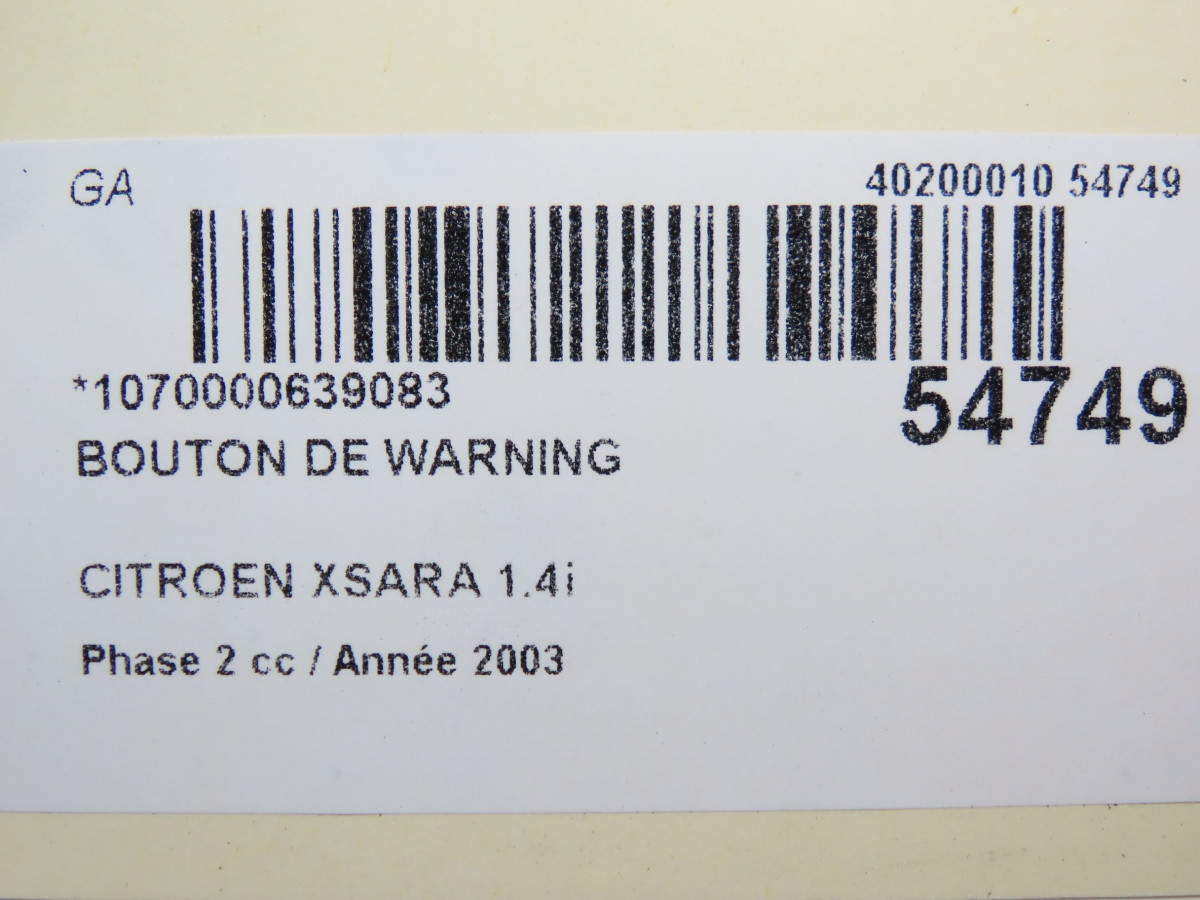 GA 40200010 54749
*1070000639083
54749
BOUTON DE WARNING
CITROEN XSARA 1.4i
Phase 2 cc / Année 2003